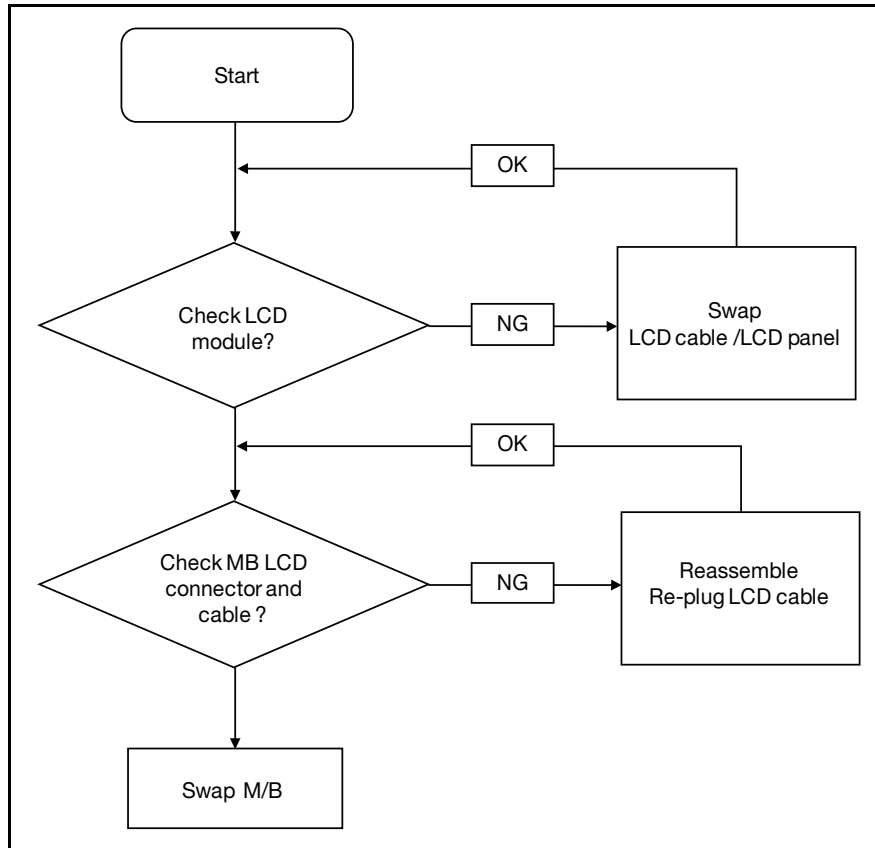 Start
OK
Check LCD
module?
NG
Swap
LCD cable /LCD panel
OK
Check MB LCD
connector and
cable ?
NG
Reassemble
Re-plug LCD cable
Swap M/B